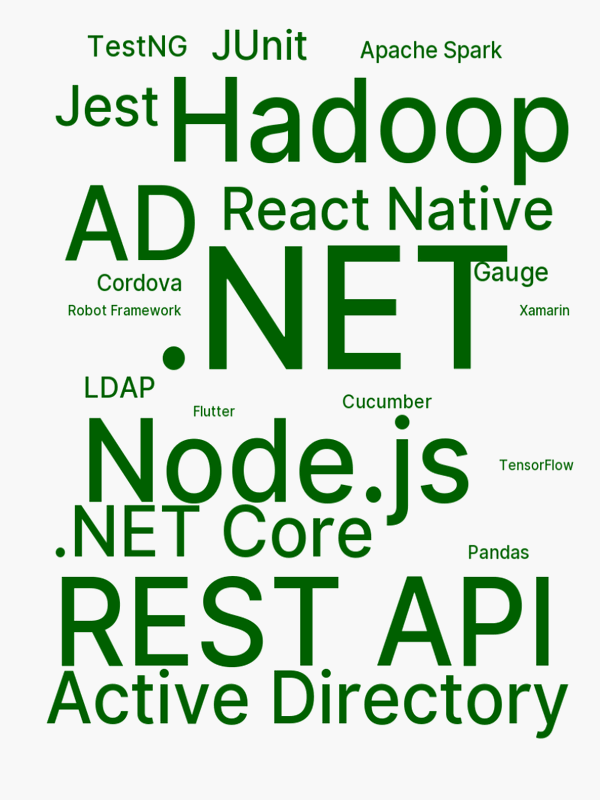 TestNG
JUnit
Apache Spark
Jest
Hadoop
AD
React Native
.NET
Gauge
Cordova
Robot Framework
Xamarin
LDAP
Flutter
Cucumber
Node.js
TensorFlow
.NET Core
Pandas
REST API
Active Directory